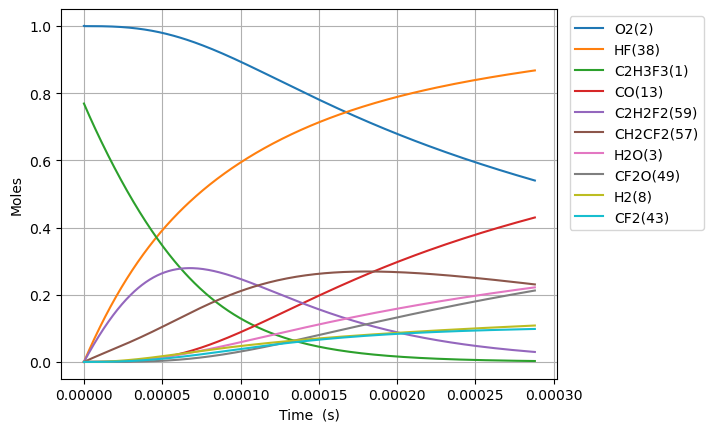 1.0
0.8
0.6
0.4
0.2
0.0
Moles
0.00000 0.00005 0.00010 0.00015 0.00020 0.00025 0.00030
Time (s)
O2(2)
HF(38)
C2H3F3(1)
CO(13)
C2H2F2(59)
CH2CF2(57)
H2O(3)
CF2O(49)
H2(8)
CF2(43)